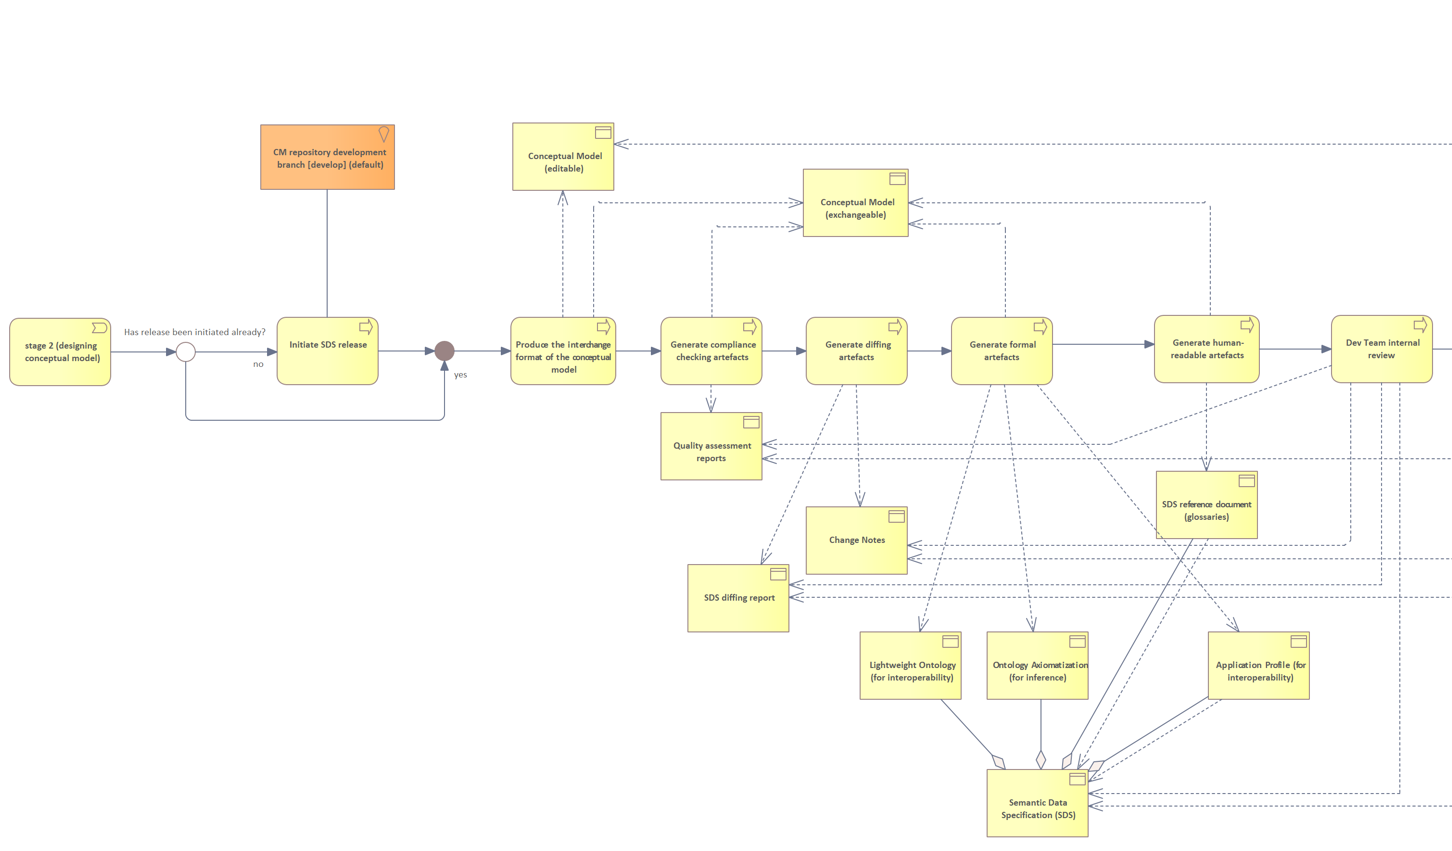 CM repository development
branch [develop] (default)
Conceptual Model
(editable)
Conceptual Model
(exchangeable)
stage 2 (designing
conceptual model)
Has release been initiated already?
no
Initiate SDS release
yes
Produce the interchange
format of the conceptual
model
Generate compliance
checking artefacts
Generate diffing
artefacts
Generate formal
artefacts
Generate human-
readable artefacts
Dev Team internal
review
Quality assessment
reports
SDS reference document
(glossaries)
Change Notes
SDS diffing report
Lightweight Ontology
(for interoperability)
Ontology Axiomatization
(for inference)
Application Profile (for
interoperability)
Semantic Data
Specification (SDS)